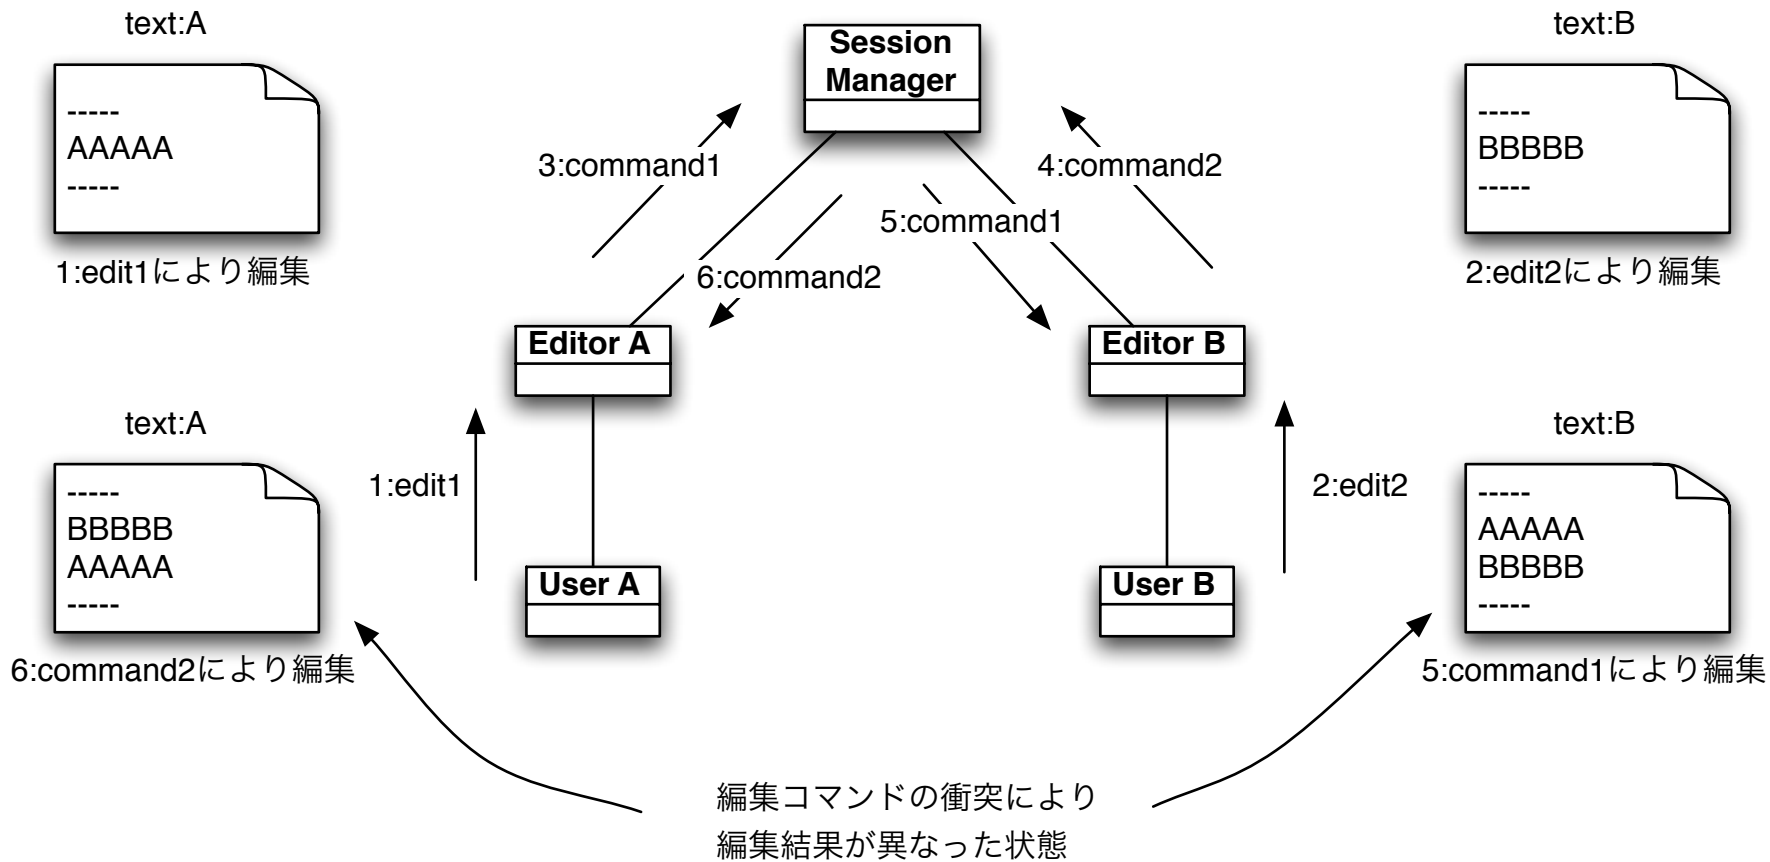 text:A
-----
AAAAA
-----
1:edit1により編集
Session
Manager
text:B
-----
BBBBB
-----
2:edit2により編集
3:command1
4:command2
5:command1
6:command2
Editor A
Editor B
text:A
-----
BBBBB
AAAAA
-----
6:command2により編集
1:edit1
User A
2:edit2
User B
text:B
-----
AAAAA
BBBBB
-----
5:command1により編集
編集コマンドの衝突により
編集結果が異なった状態